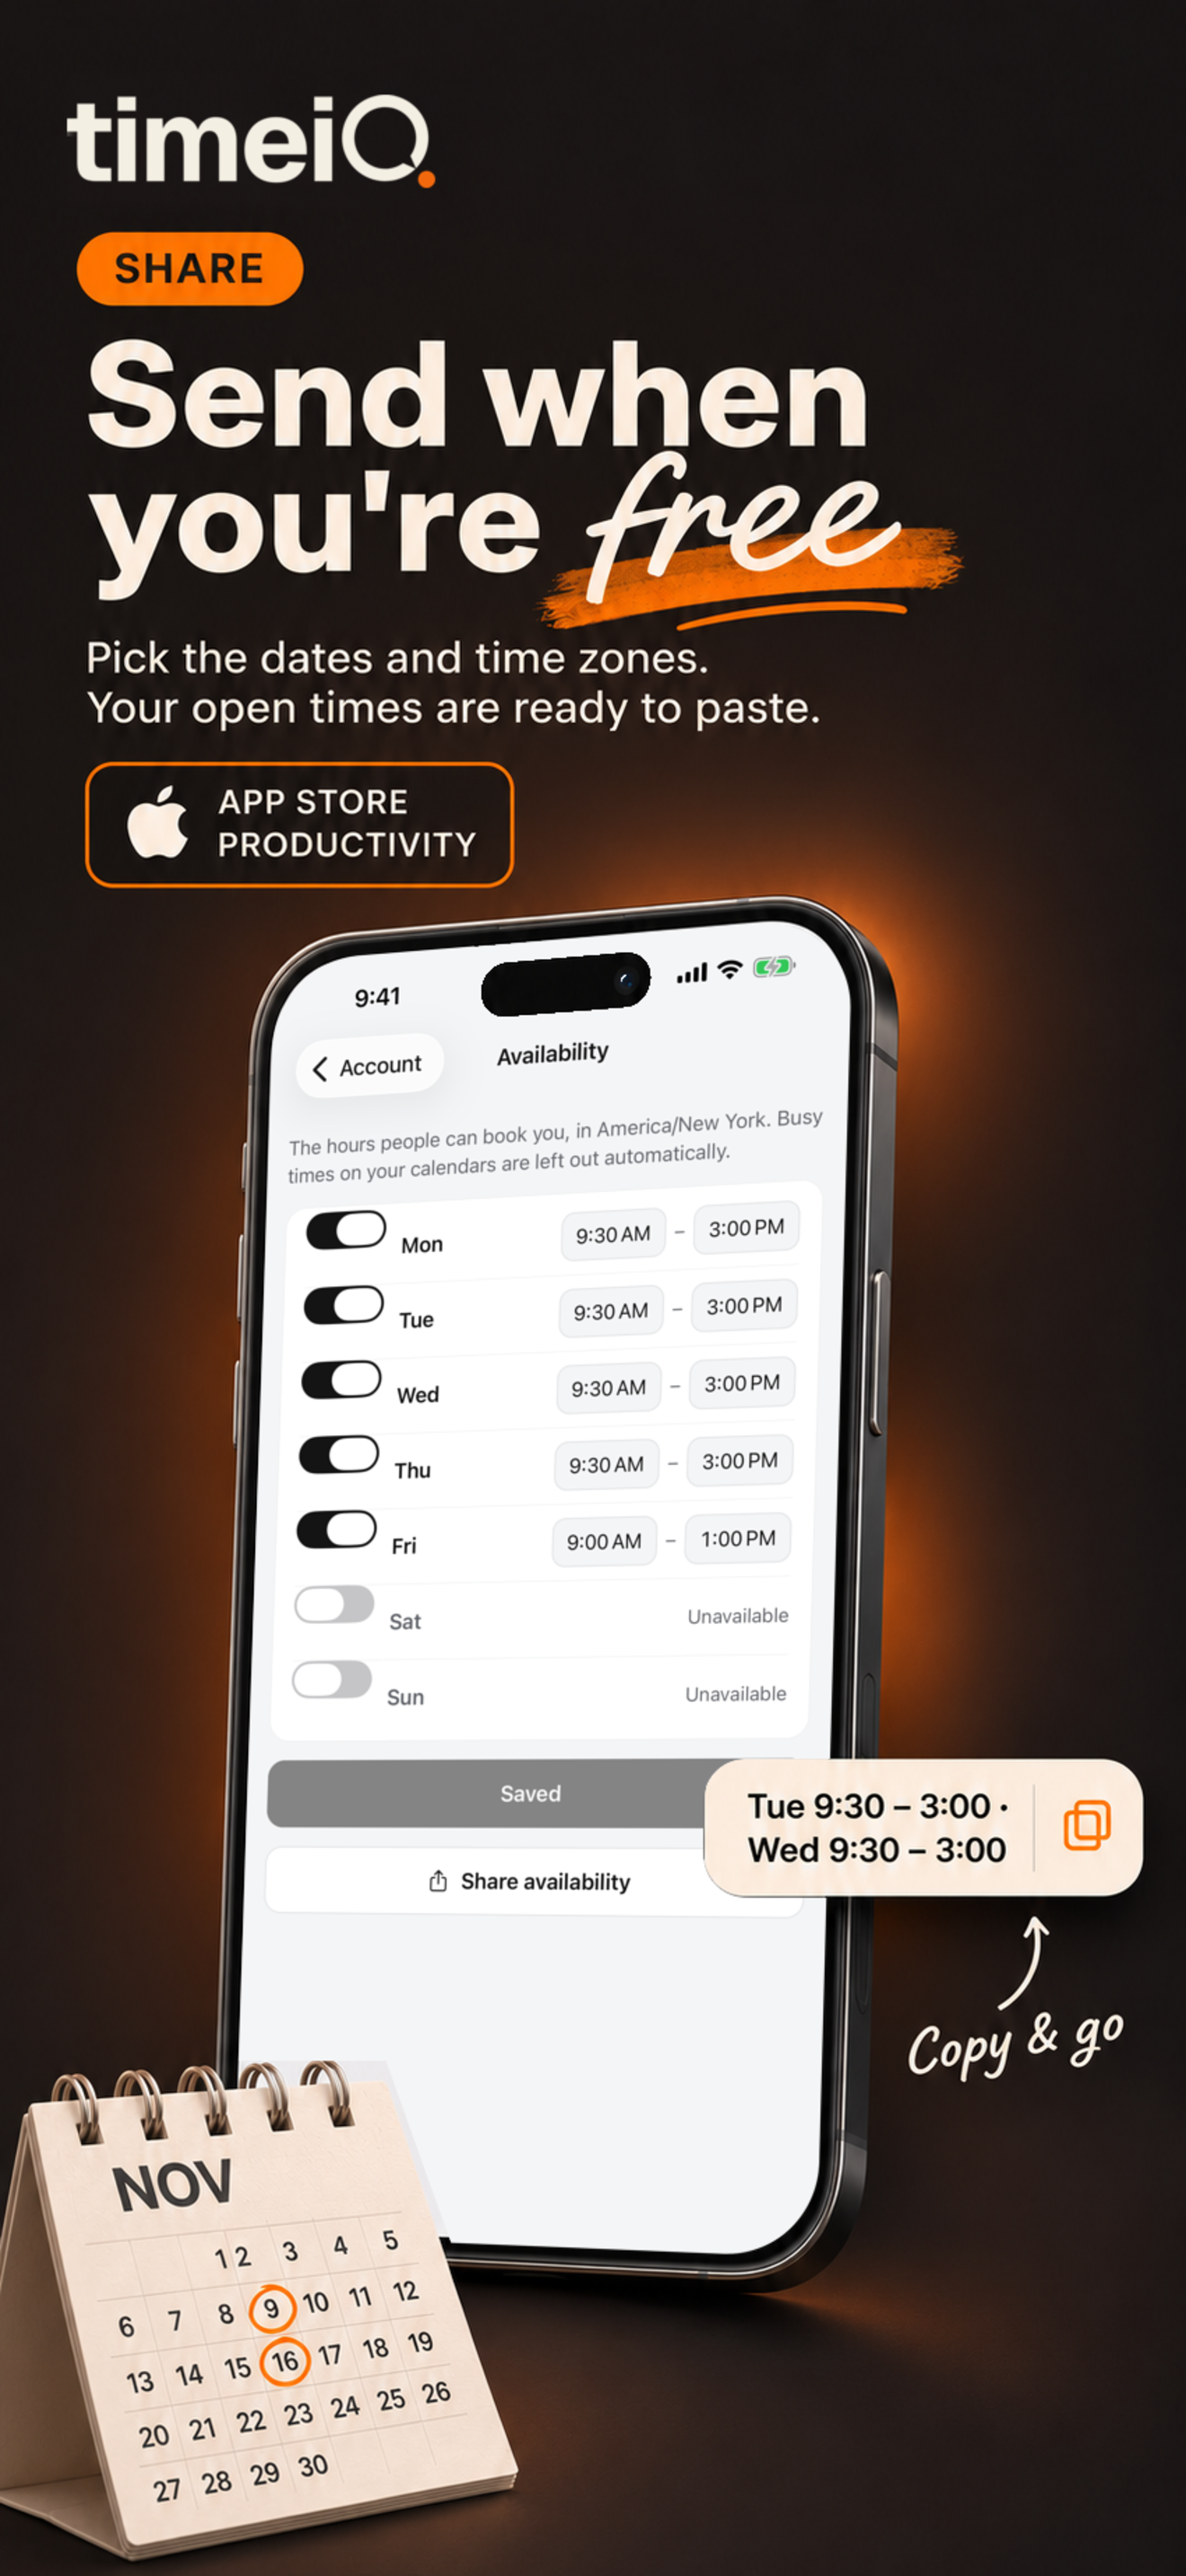 timeiQ.
SHARE
Send when
you're free
Pick the dates and time zones.
Your open times are ready to paste.
APP STORE
PRODUCTIVITY
9:41
Account
Availability
The hours people can book you, in America/New York. Busy
times on your calendars are left out automatically.
Mon 9:30 AM – 3:00 PM
Tue 9:30 AM – 3:00 PM
Wed 9:30 AM – 3:00 PM
Thu 9:30 AM – 3:00 PM
Fri 9:00 AM – 1:00 PM
Sat Unavailable
Sun Unavailable
Saved
Tue 9:30 – 3:00 •
Wed 9:30 – 3:00
Share availability
Copy & go
NOV
1 2 3 4 5
6 7 8 9 10 11 12
13 14 15 16 17 18 19
20 21 22 23 24 25 26
27 28 29 30